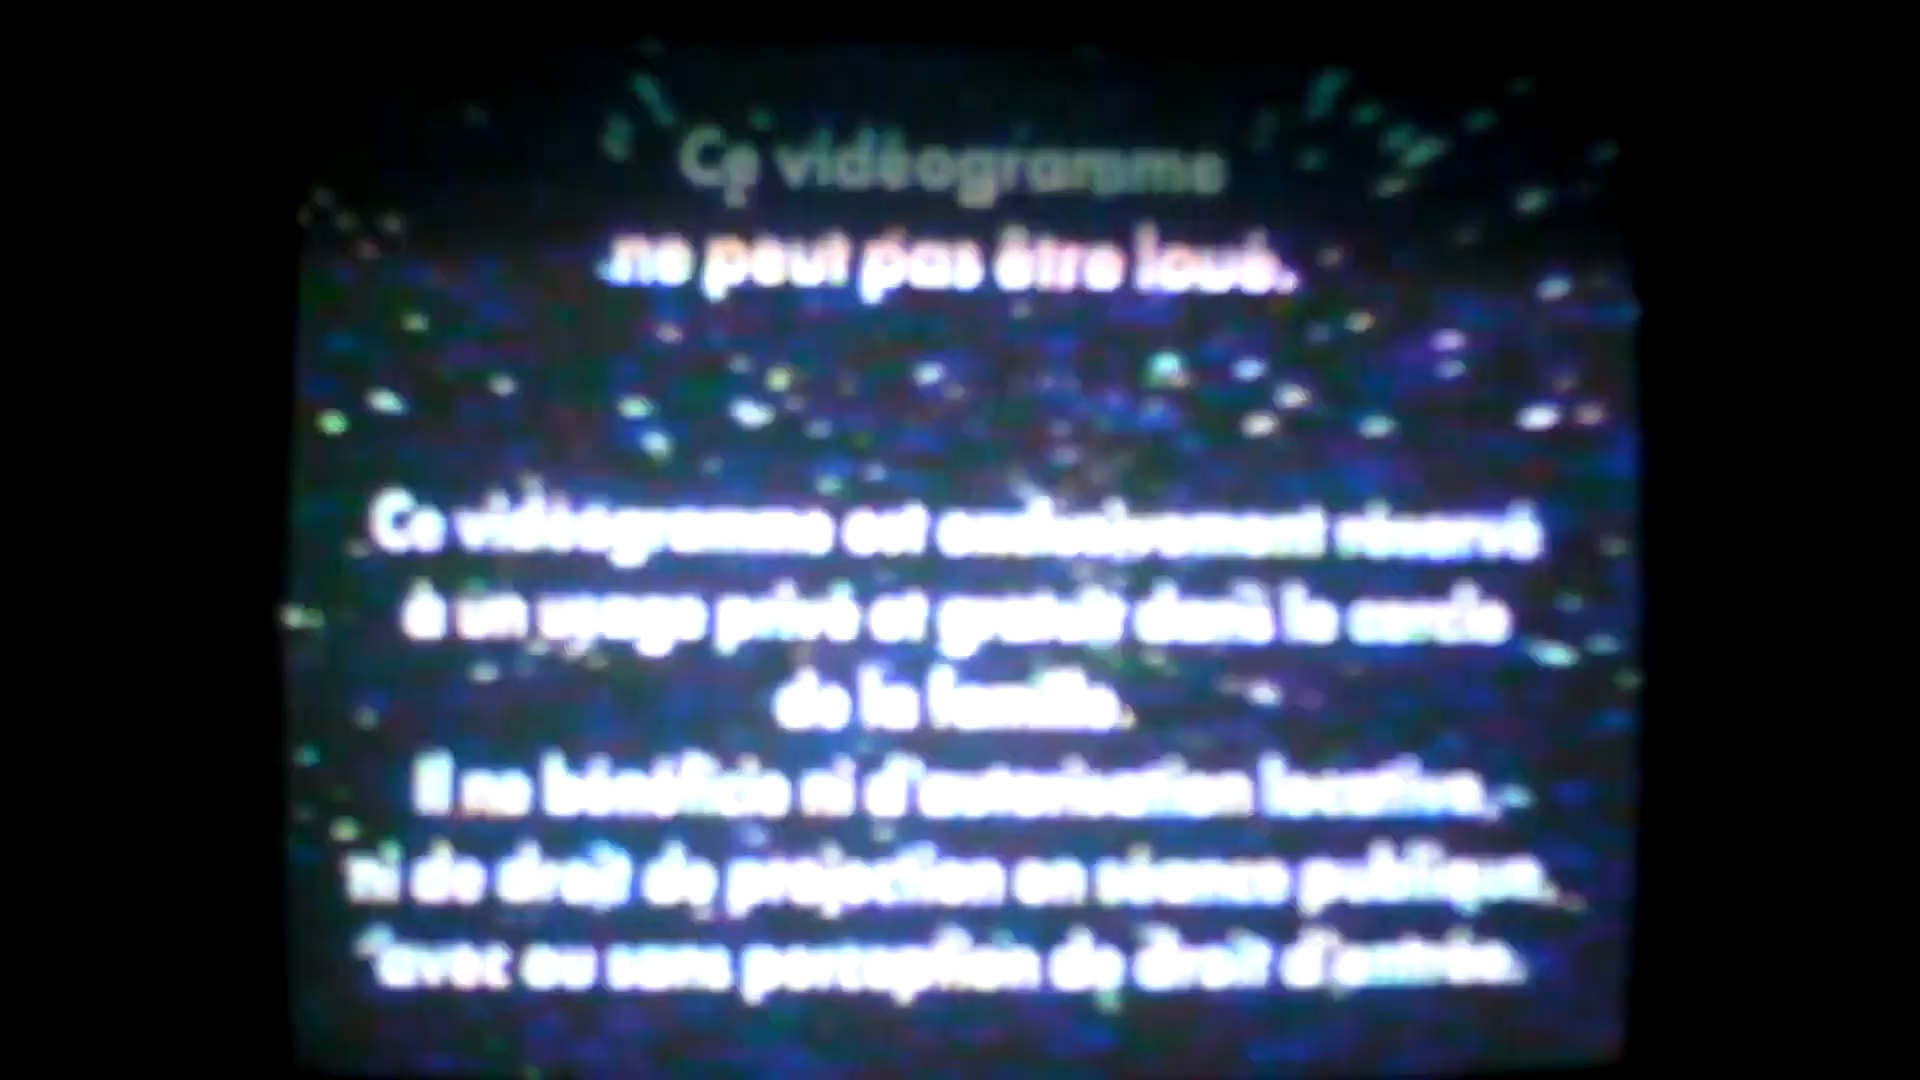 Ce vidéogramme
ne peut pas être loué.
Ce vidéogramme est exclusivement réservé
à un usage privé et gratuit dans le cercle
de la famille.
Il ne bénéficie ni d'autorisation locative,
ni de droit de projection en séance publique,
avec ou sans perception de droit d'entrée.